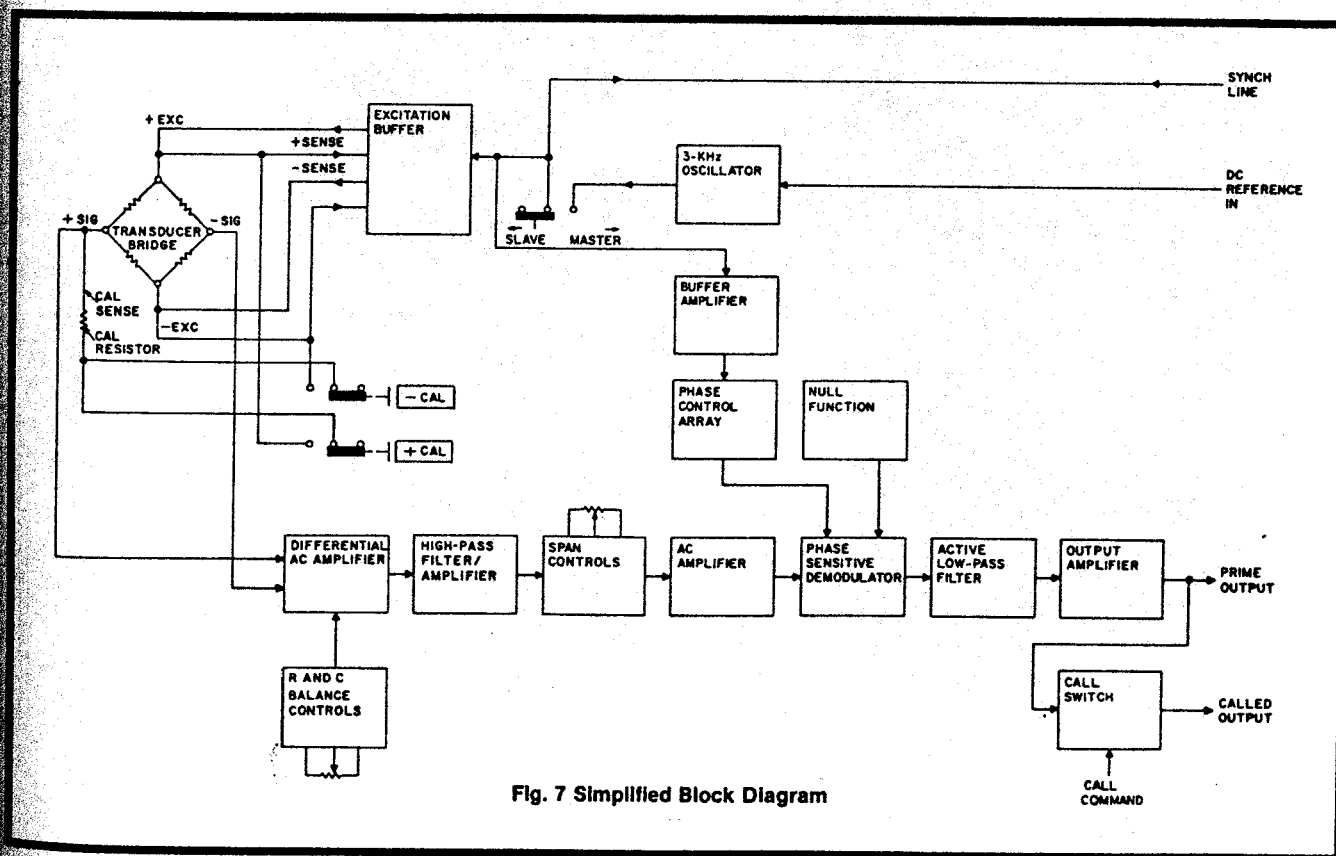 SYNCH
LINE
+ EXC
EXCITATION
BUFFER
+SENSE
-SENSE
3-KHz
OSCILLATOR
DC
REFERENCE
IN
+ SIG
- SIG
TRANSDUCER
BRIDGE
SLAVE
MASTER
BUFFER
AMPLIFIER
CAL
SENSE
-EXC
CAL
RESISTOR
- CAL
PHASE
CONTROL
ARRAY
NULL
FUNCTION
+ CAL
DIFFERENTIAL
AC AMPLIFIER
HIGH-PASS
FILTER/
AMPLIFIER
SPAN
CONTROLS
AC
AMPLIFIER
PHASE
SENSITIVE
DEMODULATOR
ACTIVE
LOW-PASS
FILTER
OUTPUT
AMPLIFIER
PRIME
OUTPUT
R AND C
BALANCE
CONTROLS
CALL
SWITCH
CALLED
OUTPUT
CALL
COMMAND
Fig. 7 Simplified Block Diagram